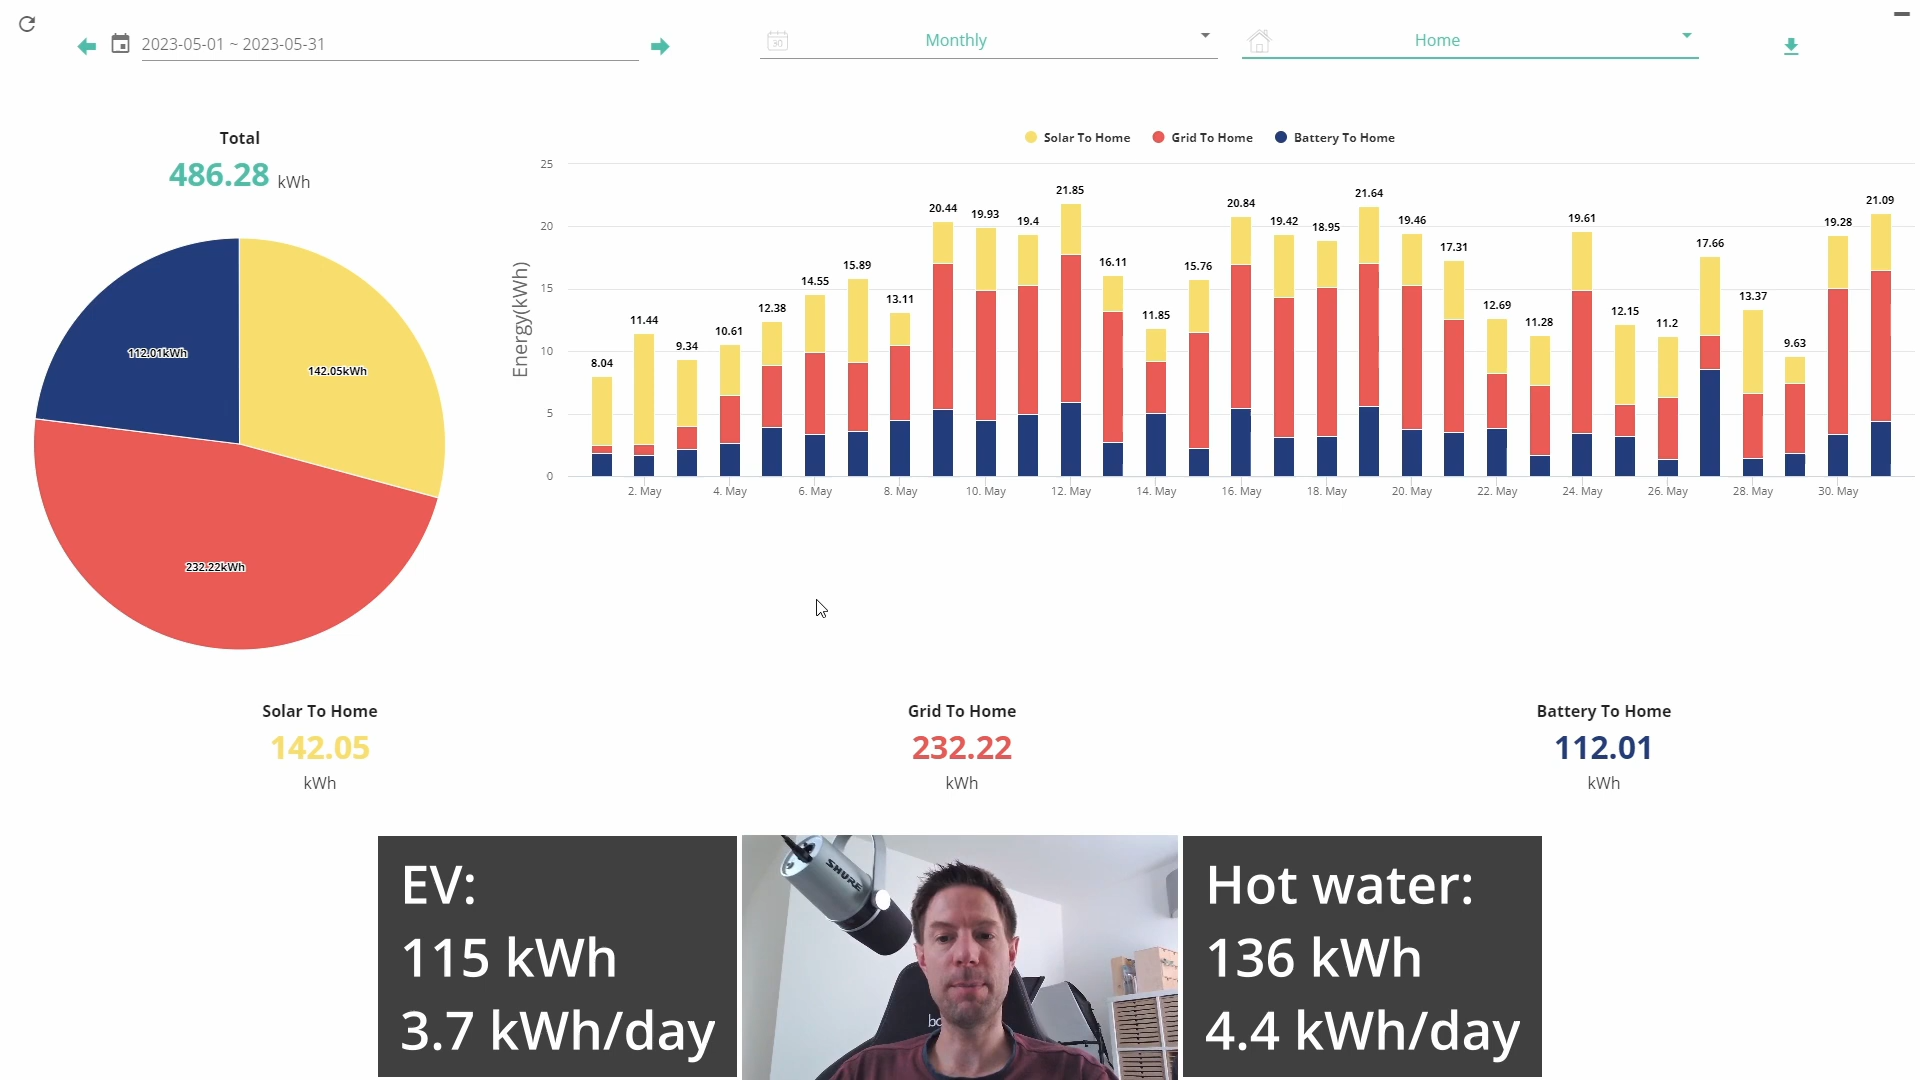 2023-05-01 ~ 2023-05-31
30
Monthly
Home
Total
486.28 kWh
112.01kWh
142.05kWh
232.22kWh
Solar To Home
Grid To Home
Battery To Home
Energy(kWh)
25
20
15
10
5
0
8.04
11.44
9.34
10.61
12.38
14.55
15.89
13.11
20.44
19.93
19.4
21.85
16.11
11.85
15.76
20.84
19.42
18.95
21.64
19.46
17.31
12.69
11.28
19.61
12.15
11.2
17.66
13.37
9.63
19.28
21.09
2. May
4. May
6. May
8. May
10. May
12. May
14. May
16. May
18. May
20. May
22. May
24. May
26. May
28. May
30. May
Solar To Home
142.05
kWh
Grid To Home
232.22
kWh
Battery To Home
112.01
kWh
EV:
115 kWh
3.7 kWh/day
SHURE
Hot water:
136 kWh
4.4 kWh/day